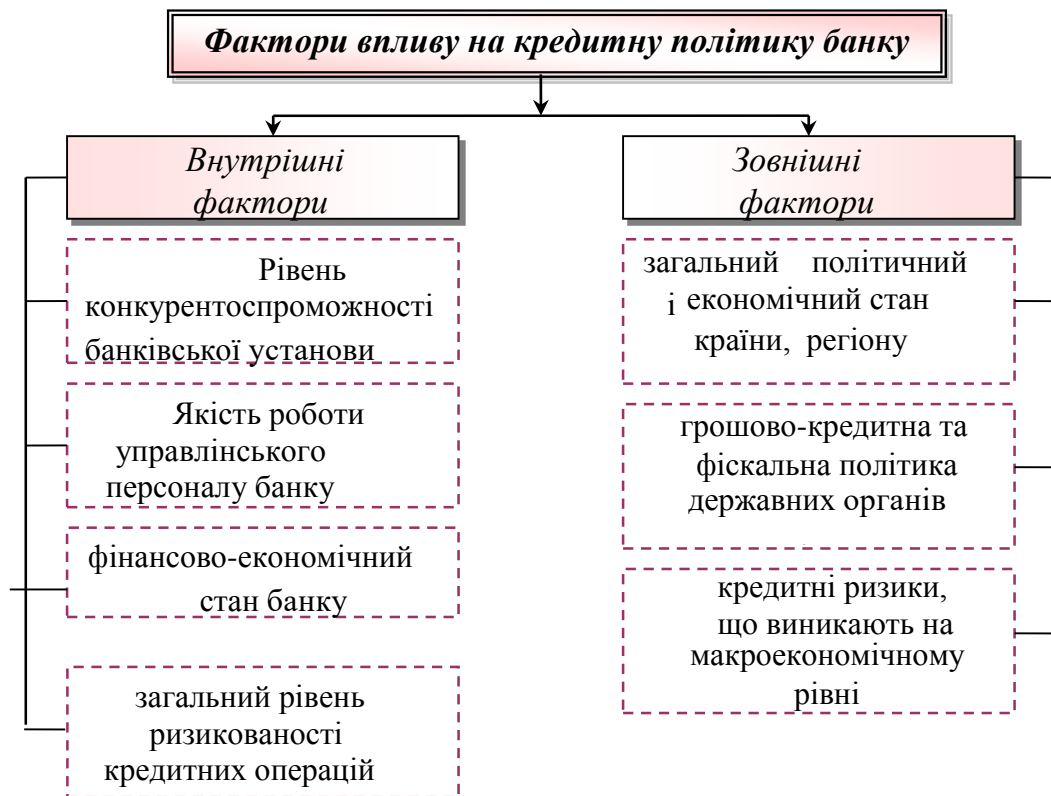 Фактори впливу на кредитну політику банку
Внутрішні
фактори
Рівень
конкурентоспроможності
банківської установи
Якість роботи
управлінського
персоналу банку
фінансово-економічний
стан банку
загальний рівень
ризикованості
кредитних операцій
Зовнішні
фактори
загальний політичний
і економічний стан
країни, регіону
грошово-кредитна та
фіскальна політика
державних органів
кредитні ризики,
що виникають на
макроекономічному
рівні